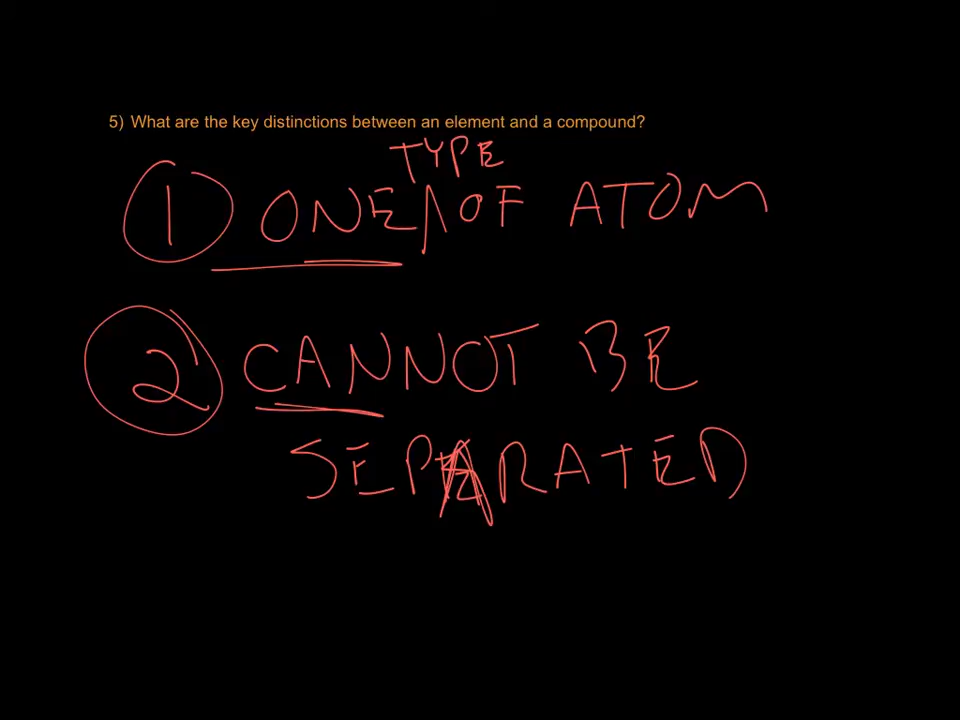 5) What are the key distinctions between an element and a compound?
TYPE
1 ONE/\OF ATOM
2 CANNOT BE
SEPARATED